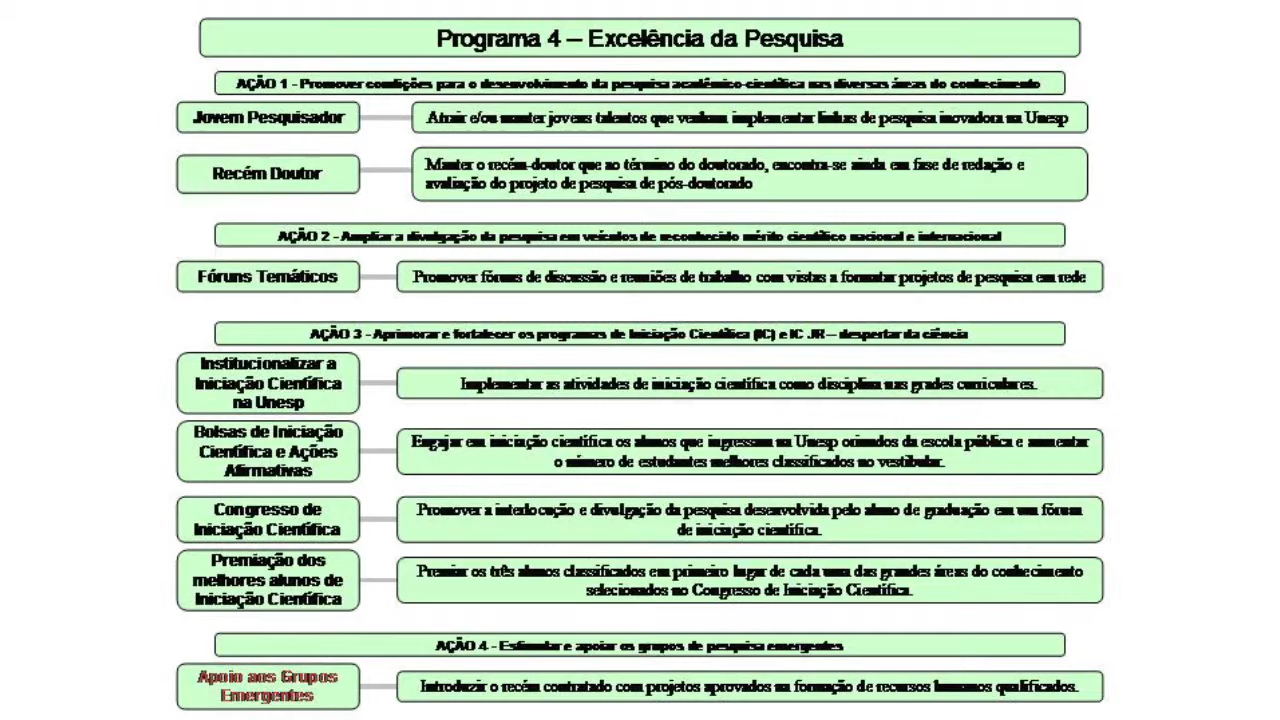 Programa 4 – Excelência da Pesquisa
AÇÃO 1 - Promover condições para o desenvolvimento da pesquisa acadêmico-científica nas diversas áreas do conhecimento
Jovem Pesquisador
Atrair e/ou manter jovens talentos que venham implementar linhas de pesquisa inovadora na Unesp
Recém Doutor
Manter o recém-doutor que ao término do doutorado, encontra-se ainda em fase de redação e
avaliação do projeto de pesquisa de pós-doutorado
AÇÃO 2 - Ampliar a divulgação da pesquisa em veículos de reconhecido mérito científico nacional e internacional
Fóruns Temáticos
Promover fóruns de discussão e reuniões de trabalho com vistas a formatar projetos de pesquisa em rede
AÇÃO 3 - Aprimorar e fortalecer os programas de Iniciação Científica (IC) e IC JR – despertar da ciência
Institucionalizar a
Iniciação Científica
na Unesp
Implementar as atividades de iniciação científica como disciplina nas grades curriculares.
Bolsas de Iniciação
Científica e Ações
Afirmativas
Engajar em iniciação científica os alunos que ingressam na Unesp oriundos da escola pública e aumentar
o número de estudantes melhores classificados no vestibular.
Congresso de
Iniciação Científica
Promover a interlocução e divulgação da pesquisa desenvolvida pelo aluno de graduação em um fórum
de iniciação científica.
Premiação dos
melhores alunos de
Iniciação Científica
Premiar os três alunos classificados em primeiro lugar de cada uma das grandes áreas do conhecimento
selecionados no Congresso de Iniciação Científica.
AÇÃO 4 - Estimular e apoiar os grupos de pesquisa emergentes
Apoio aos Grupos
Emergentes
Introduzir o recém contratado com projetos aprovados na formação de recursos humanos qualificados.